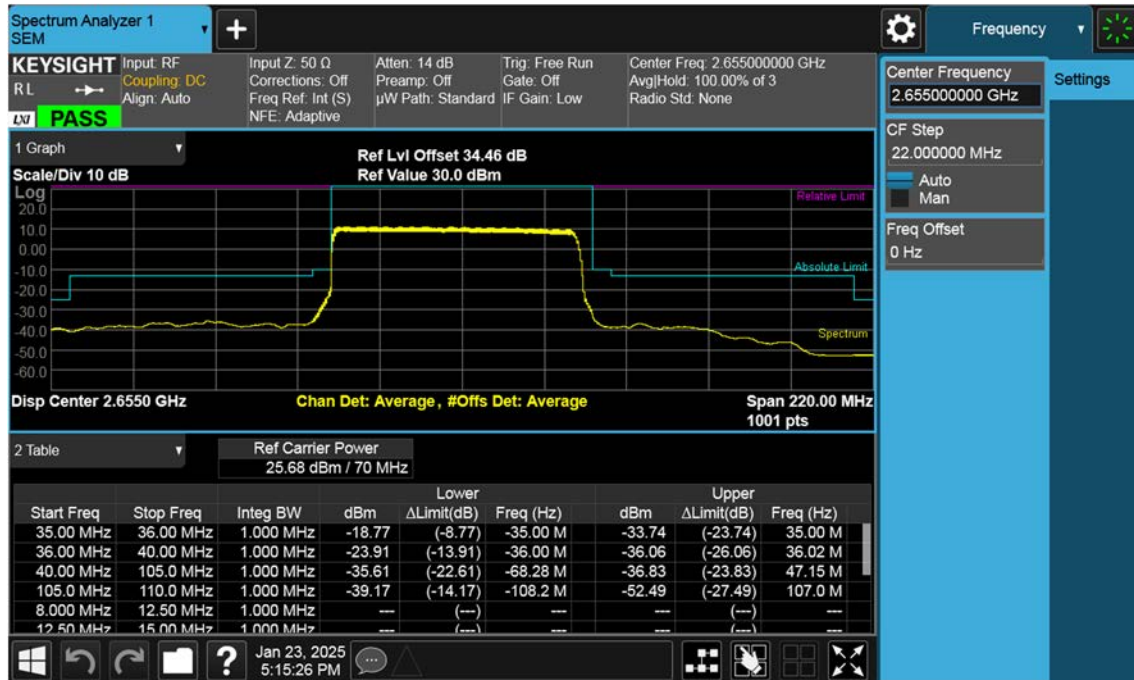 Spectrum Analyzer 1
SEM
+
Frequency
KEYSIGHT
RL
LXI PASS
Input: RF
Coupling: DC
Align: Auto
Input Z: 50 Ω
Corrections: Off
Freq Ref: Int (S)
NFE: Adaptive
Atten: 14 dB
Preamp: Off
µW Path: Standard
Trig: Free Run
Gate: Off
IF Gain: Low
Center Freq: 2.655000000 GHz
Avg|Hold: 100.00% of 3
Radio Std: None
Center Frequency
2.655000000 GHz
Settings
CF Step
22.000000 MHz
Auto
Man
Freq Offset
0 Hz
1 Graph
Scale/Div 10 dB
Ref Lvl Offset 34.46 dB
Ref Value 30.0 dBm
Log
20.0
10.0
0.00
-10.0
-20.0
-30.0
-40.0
-50.0
-60.0
Relative Limit
Absolute Limit
Spectrum
Disp Center 2.6550 GHz
Chan Det: Average, #Offs Det: Average
Span 220.00 MHz
1001 pts
2 Table
Ref Carrier Power
25.68 dBm / 70 MHz
Lower Upper
Start Freq Stop Freq Integ BW dBm ΔLimit(dB) Freq (Hz) dBm ΔLimit(dB) Freq (Hz)
35.00 MHz 36.00 MHz 1.000 MHz -18.77 (-8.77) -35.00 M -33.74 (-23.74) 35.00 M
36.00 MHz 40.00 MHz 1.000 MHz -23.91 (-13.91) -36.00 M -36.06 (-26.06) 36.02 M
40.00 MHz 105.0 MHz 1.000 MHz -35.61 (-22.61) -68.28 M -36.83 (-23.83) 47.15 M
105.0 MHz 110.0 MHz 1.000 MHz -39.17 (-14.17) -108.2 M -52.49 (-27.49) 107.0 M
8.000 MHz 12.50 MHz 1.000 MHz --- (---) --- --- (---) ---
12.50 MHz 15.00 MHz 1.000 MHz --- (---) --- --- (---) ---
?
Jan 23, 2025
5:15:26 PM